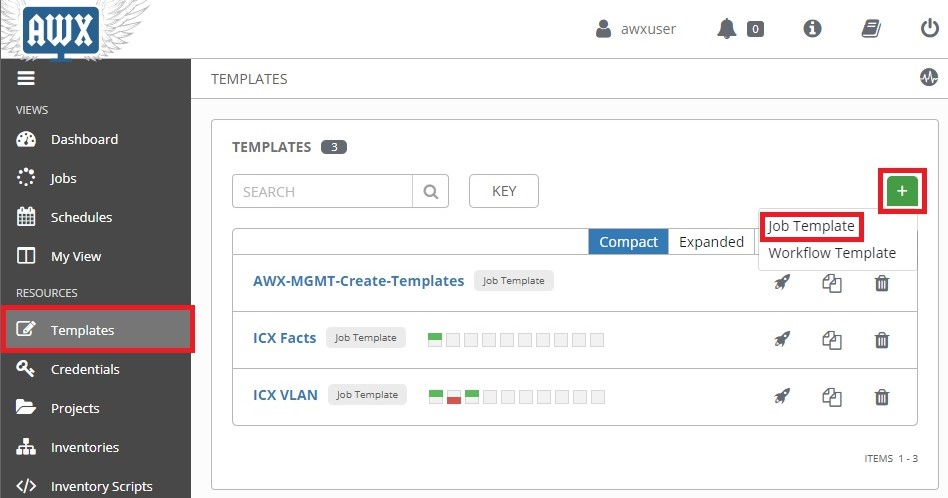 AWX
awxuser
0
TEMPLATES
VIEWS
Dashboard
Jobs
Schedules
My View
RESOURCES
Templates
Credentials
Projects
Inventories
Inventory Scripts
TEMPLATES 3
SEARCH
KEY
+
Job Template
Workflow Template
Compact Expanded
AWX-MGMT-Create-Templates Job Template
ICX Facts Job Template
ICX VLAN Job Template
ITEMS 1 - 3